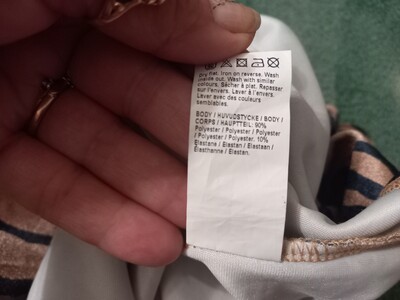 Dry flat. Iron on reverse. Wash
inside out. Wash with similar
colours. Sécher à plat. Repasser
sur l'envers. Laver à l'envers.
Laver avec des couleurs
semblables.
BODY / HUVUDSTYCKE / BODY /
CORPS / HAUPTTEIL: 90%
Polyester / Polyester / Polyester
/ Polyester / Polyester, 10%
Elastane / Elastan / Elastaan /
Élasthanne / Elastan.